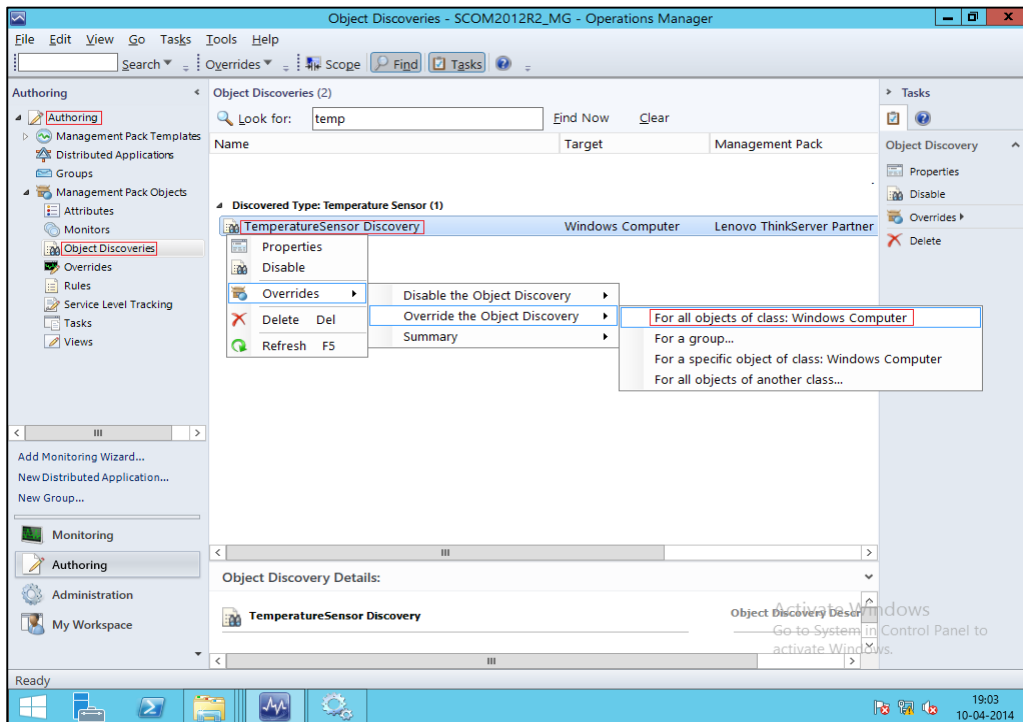 Object Discoveries - SCOM2012R2_MG - Operations Manager
File Edit View Go Tasks Tools Help
Search Overrides Scope Find Tasks
Authoring
Authoring
Management Pack Templates
Distributed Applications
Groups
Management Pack Objects
Attributes
Monitors
Object Discoveries
Overrides
Rules
Service Level Tracking
Tasks
Views
Add Monitoring Wizard...
New Distributed Application...
New Group...
Monitoring
Authoring
Administration
My Workspace
Object Discoveries (2)
Look for: temp Find Now Clear
Name Target Management Pack
Discovered Type: Temperature Sensor (1)
TemperatureSensor Discovery Windows Computer Lenovo ThinkServer Partner
Properties
Disable
Overrides
Delete Del
Refresh F5
Disable the Object Discovery
Override the Object Discovery
Summary
For all objects of class: Windows Computer
For a group...
For a specific object of class: Windows Computer
For all objects of another class...
Object Discovery Details:
TemperatureSensor Discovery Object Discovery Descr
Tasks
Object Discovery
Properties
Disable
Overrides
Delete
Activate Windows
Go to System in Control Panel to
activate Windows.
Ready
19:03
10-04-2014